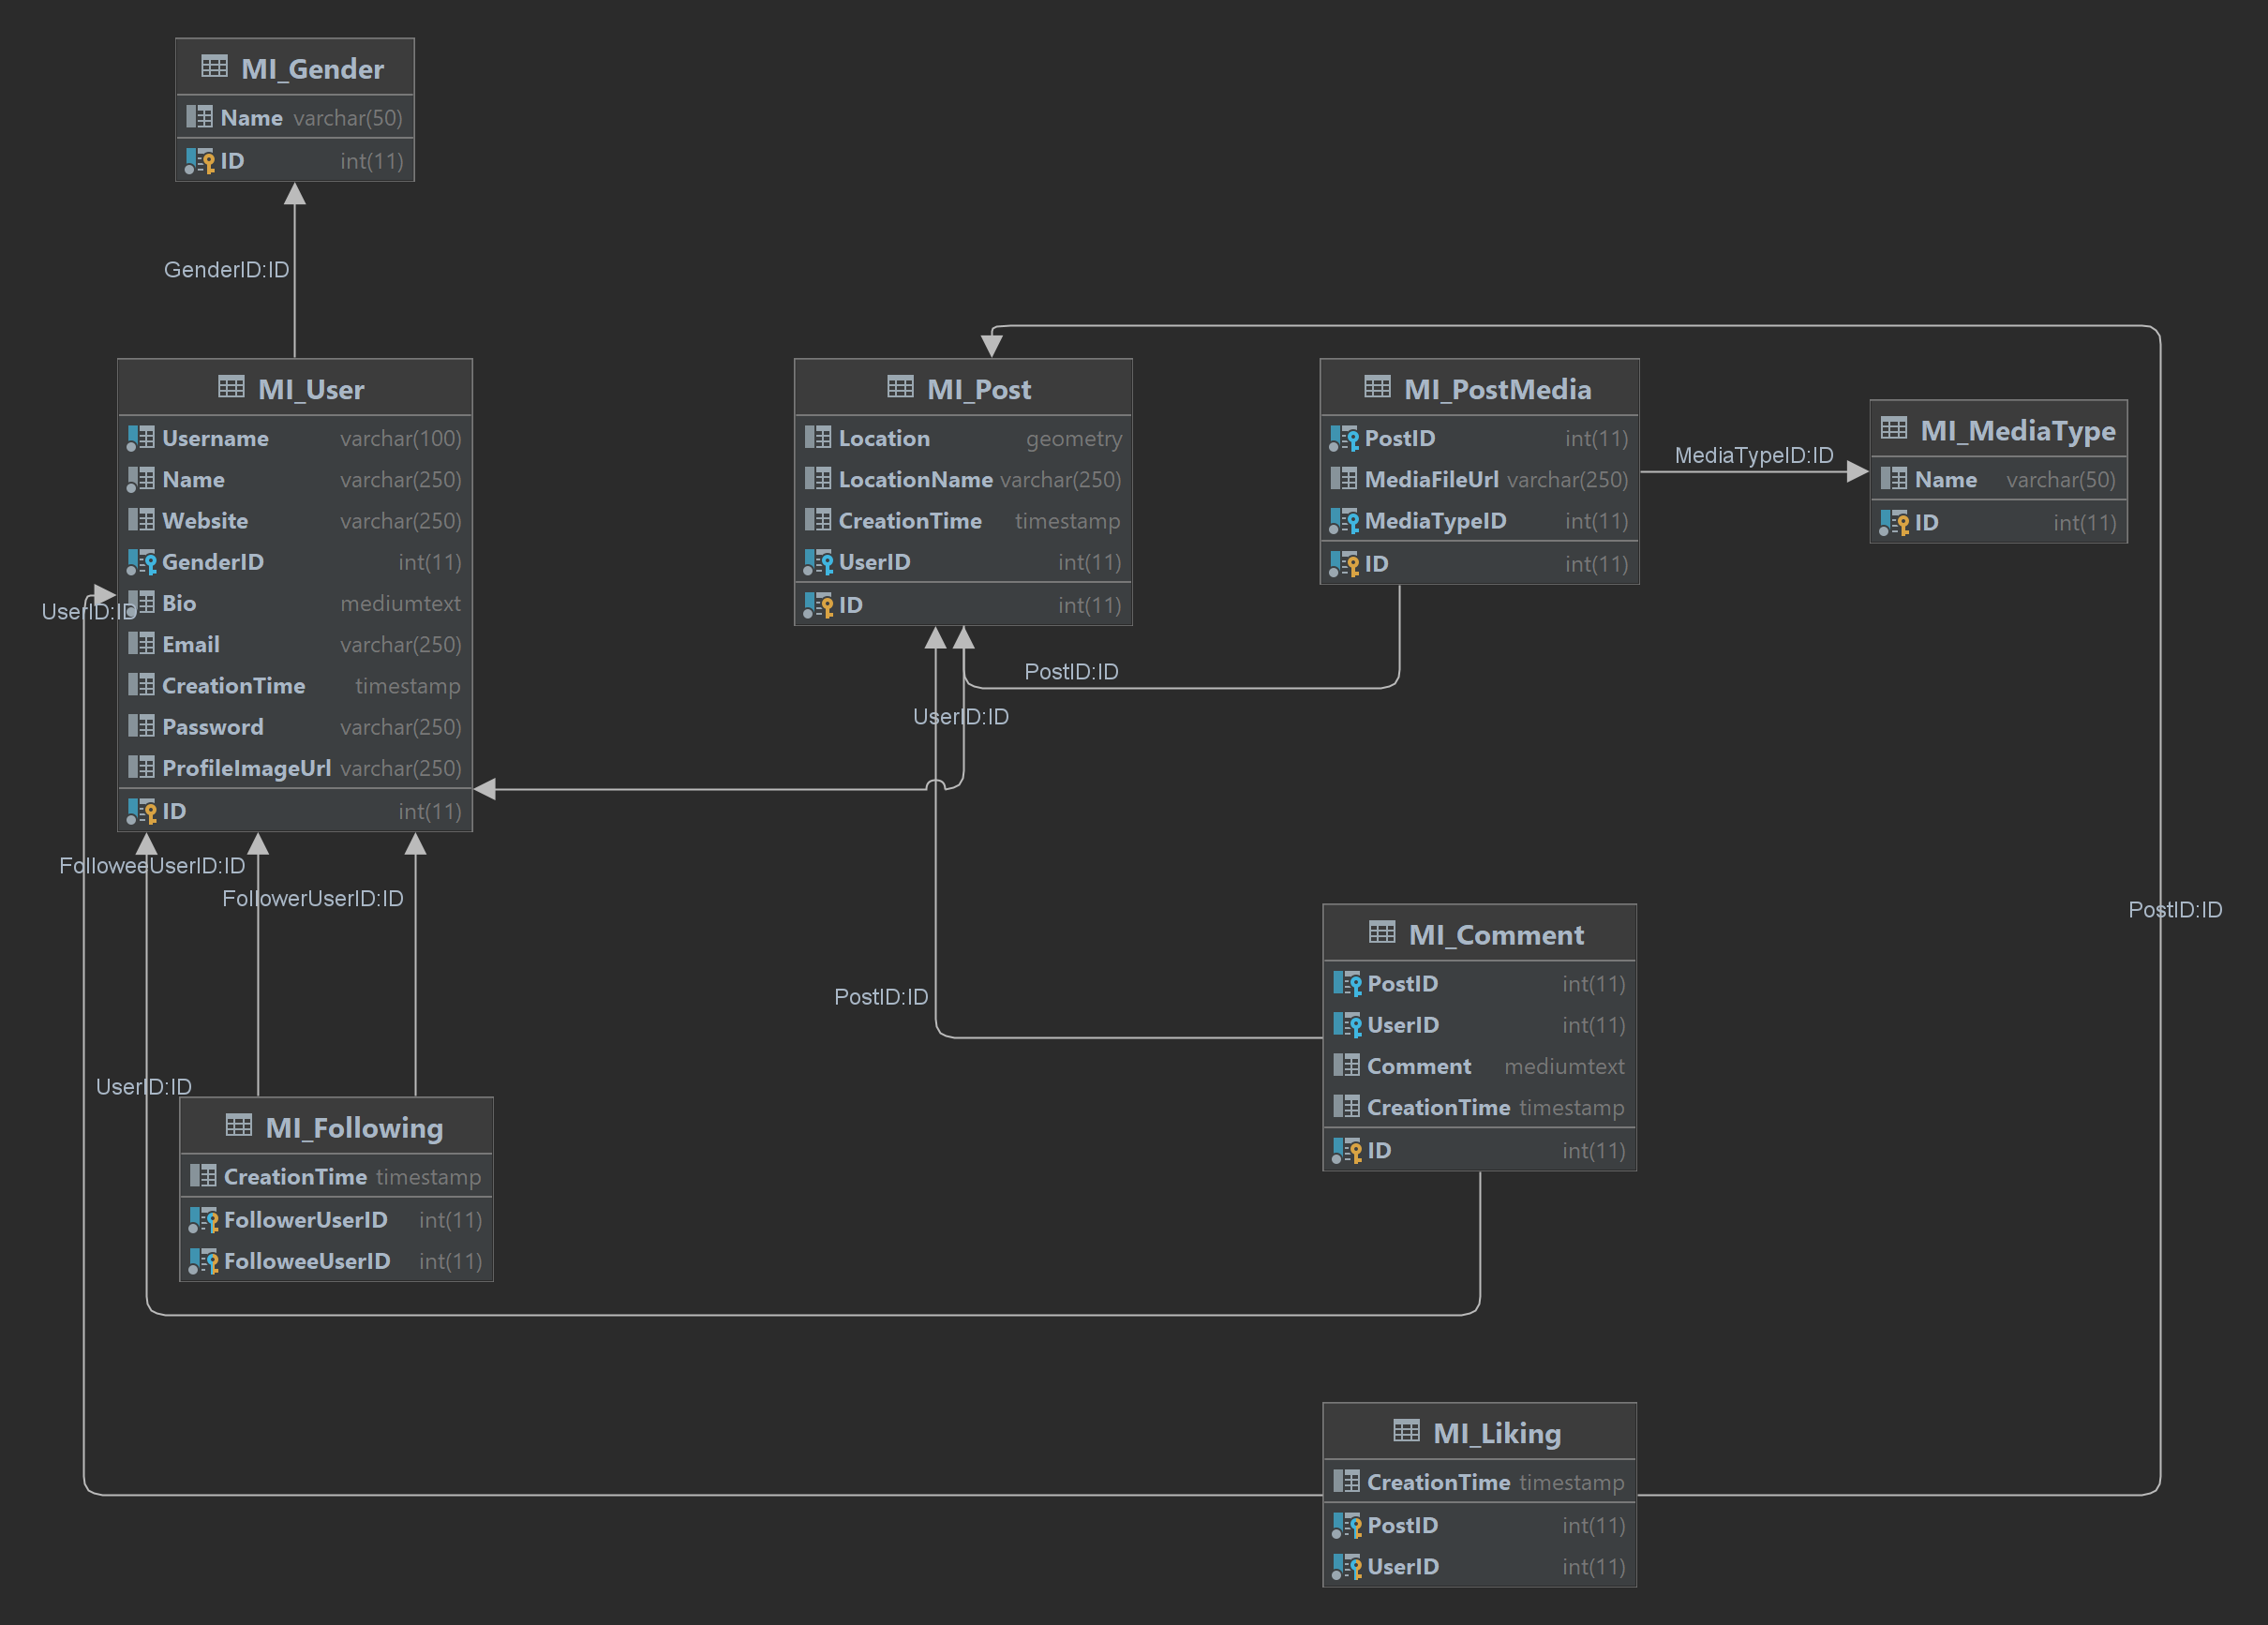 MI_Gender
Name varchar(50)
ID int(11)
GenderID:ID
MI_User
Username varchar(100)
Name varchar(250)
Website varchar(250)
GenderID int(11)
Bio mediumtext
Email varchar(250)
CreationTime timestamp
Password varchar(250)
ProfileImageUrl varchar(250)
ID int(11)
UserID:ID
MI_Post
Location geometry
LocationName varchar(250)
CreationTime timestamp
UserID int(11)
ID int(11)
MI_PostMedia
PostID int(11)
MediaFileUrl varchar(250)
MediaTypeID int(11)
ID int(11)
MediaTypeID:ID
MI_MediaType
Name varchar(50)
ID int(11)
PostID:ID
UserID:ID
FolloweeUserID:ID
FollowerUserID:ID
PostID:ID
PostID:ID
MI_Comment
PostID int(11)
UserID int(11)
Comment mediumtext
CreationTime timestamp
ID int(11)
UserID:ID
MI_Following
CreationTime timestamp
FollowerUserID int(11)
FolloweeUserID int(11)
MI_Liking
CreationTime timestamp
PostID int(11)
UserID int(11)